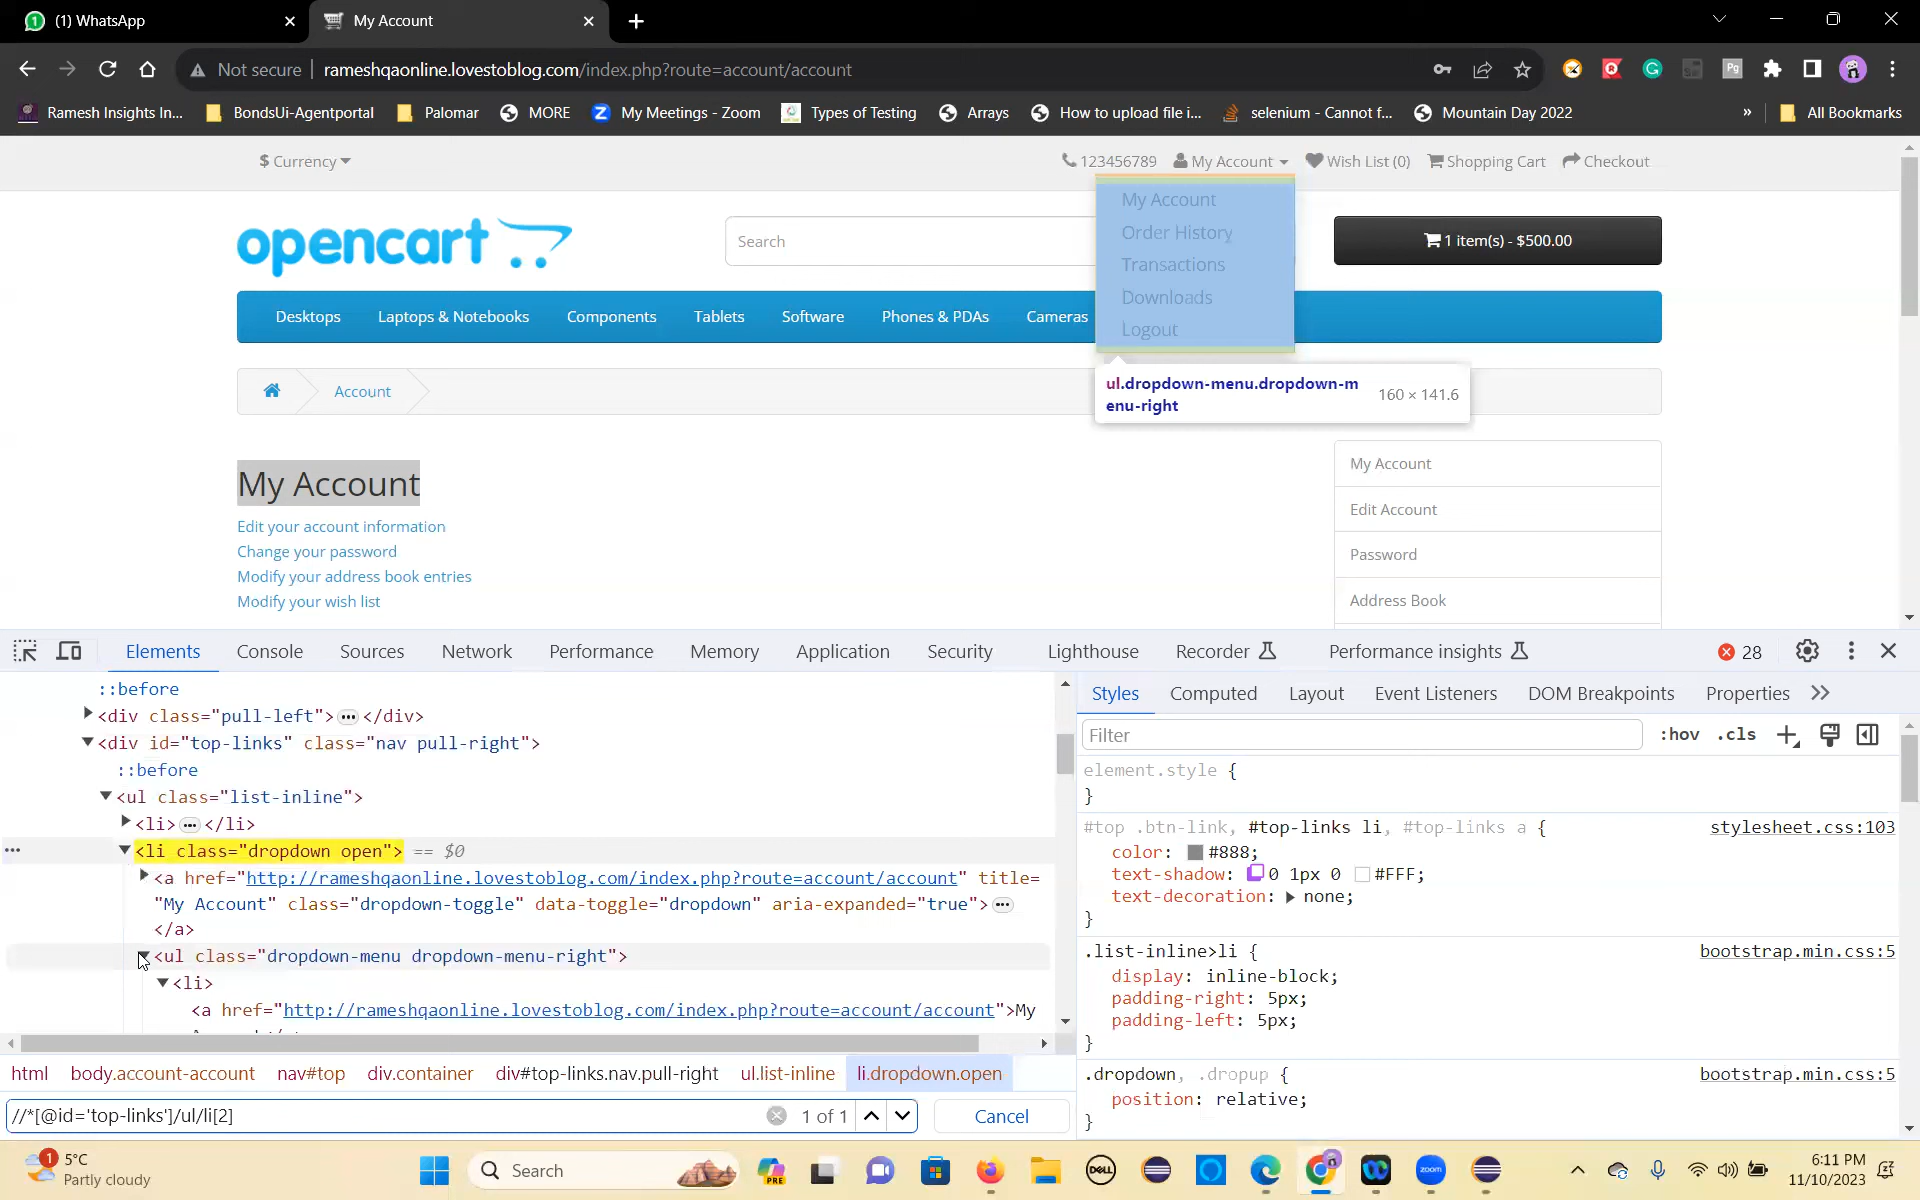 (1) WhatsApp
My Account
Not secure
rameshqaonline.lovestoblog.com/index.php?route=account/account
Ramesh Insights In...
BondsUi-Agentportal
Palomar
MORE
My Meetings - Zoom
Types of Testing
Arrays
How to upload file i...
selenium - Cannot f...
Mountain Day 2022
»
All Bookmarks
$ Currency
123456789
My Account
Wish List (0)
Shopping Cart
Checkout
opencart
Search
My Account
Order History
Transactions
Downloads
Logout
1 item(s) - $500.00
Desktops
Laptops & Notebooks
Components
Tablets
Software
Phones & PDAs
Cameras
ul.dropdown-menu.dropdown-m
enu-right
160 × 141.6
Account
My Account
Edit your account information
Change your password
Modify your address book entries
Modify your wish list
My Account
Edit Account
Password
Address Book
Elements
Console
Sources
Network
Performance
Memory
Application
Security
Lighthouse
Recorder
Performance insights
28
::before
<div class="pull-left"> ... </div>
<div id="top-links" class="nav pull-right">
::before
<ul class="list-inline">
<li> ... </li>
<li class="dropdown open"> == $0
<a href="http://rameshqaonline.lovestoblog.com/index.php?route=account/account" title=
"My Account" class="dropdown-toggle" data-toggle="dropdown" aria-expanded="true"> ...
</a>
<ul class="dropdown-menu dropdown-menu-right">
<li>
<a href="http://rameshqaonline.lovestoblog.com/index.php?route=account/account">My
html
body.account-account
nav#top
div.container
div#top-links.nav.pull-right
ul.list-inline
li.dropdown.open
//*[@id='top-links']/ul/li[2]
1 of 1
Cancel
Styles
Computed
Layout
Event Listeners
DOM Breakpoints
Properties
Filter
:hov
.cls
element.style {
}
#top .btn-link, #top-links li, #top-links a {
stylesheet.css:103
color: #888;
text-shadow: 0 1px 0 #FFF;
text-decoration: none;
}
.list-inline>li {
bootstrap.min.css:5
display: inline-block;
padding-right: 5px;
padding-left: 5px;
}
.dropdown, .dropup {
bootstrap.min.css:5
position: relative;
}
1
5°C
Partly cloudy
Search
PRE
DELL
zoom
6:11 PM
11/10/2023